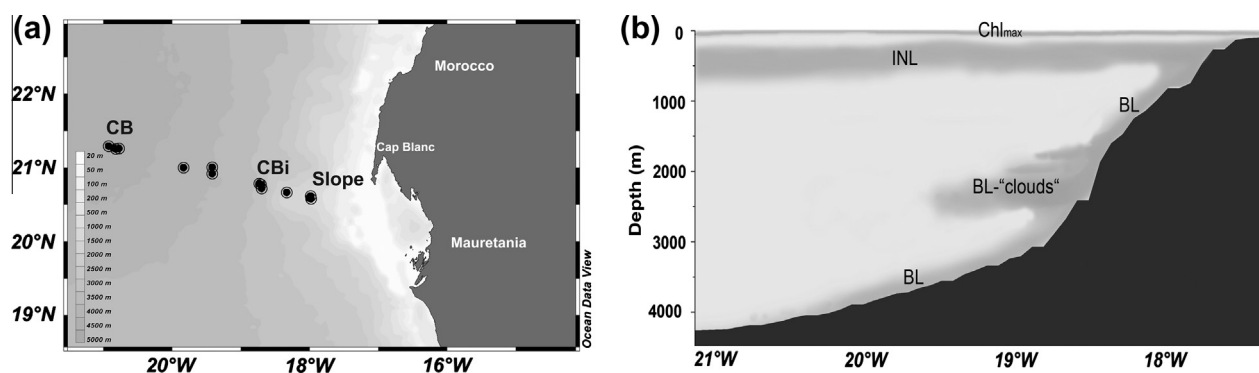 (a)
Morocco
22°N
CB
Cap Blanc
21°N
CBi
Slope
20 m
50 m
100 m
200 m
500 m
1000 m
1500 m
2000 m
2500 m
3000 m
3500 m
4000 m
4500 m
5000 m
20°N
Mauretania
19°N
Ocean Data View
20°W
18°W
16°W
(b)
Chlmax
0
INL
1000
BL
2000
BL-"clouds"
Depth (m)
3000
BL
4000
21°W
20°W
19°W
18°W